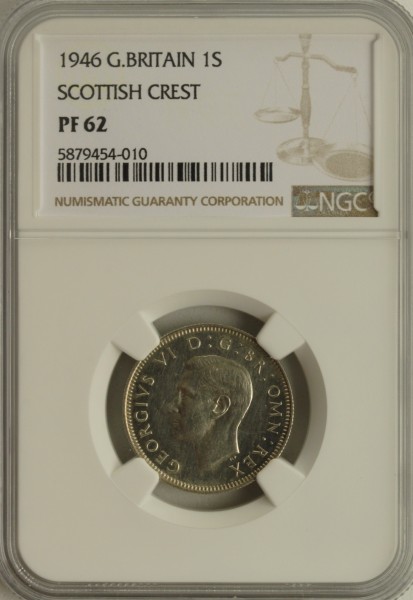 1946 G.BRITAIN 1S
SCOTTISH CREST
PF 62
5879454-010
NUMISMATIC GUARANTY CORPORATION
NGC
GEORGIVS VI D:G:BR:OMN:REX